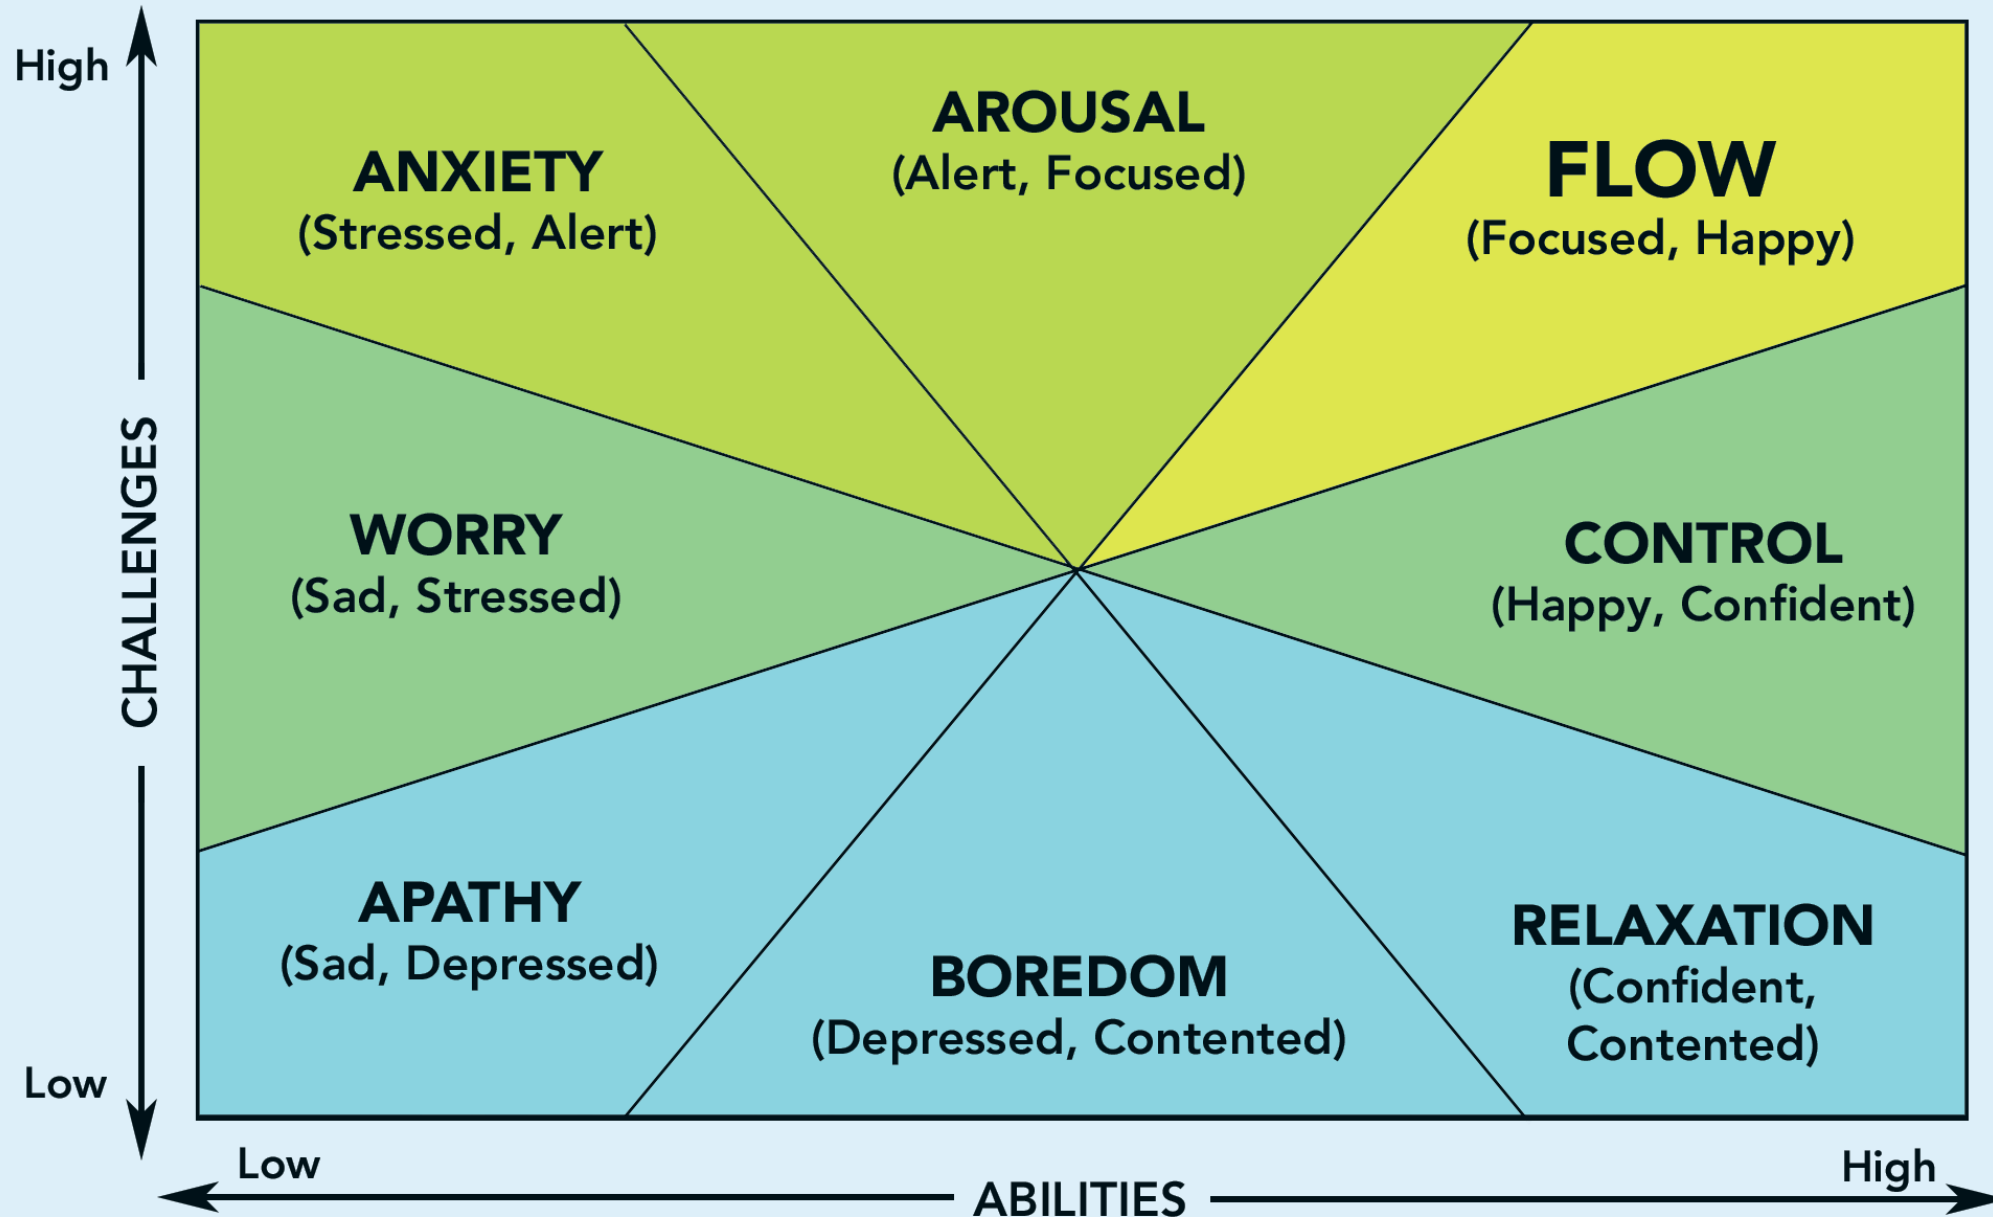 High
AROUSAL
(Alert, Focused)
ANXIETY
(Stressed, Alert)
FLOW
(Focused, Happy)
CHALLENGES
WORRY
(Sad, Stressed)
CONTROL
(Happy, Confident)
APATHY
(Sad, Depressed)
BOREDOM
(Depressed, Contented)
RELAXATION
(Confident,
Contented)
Low
Low
High
ABILITIES